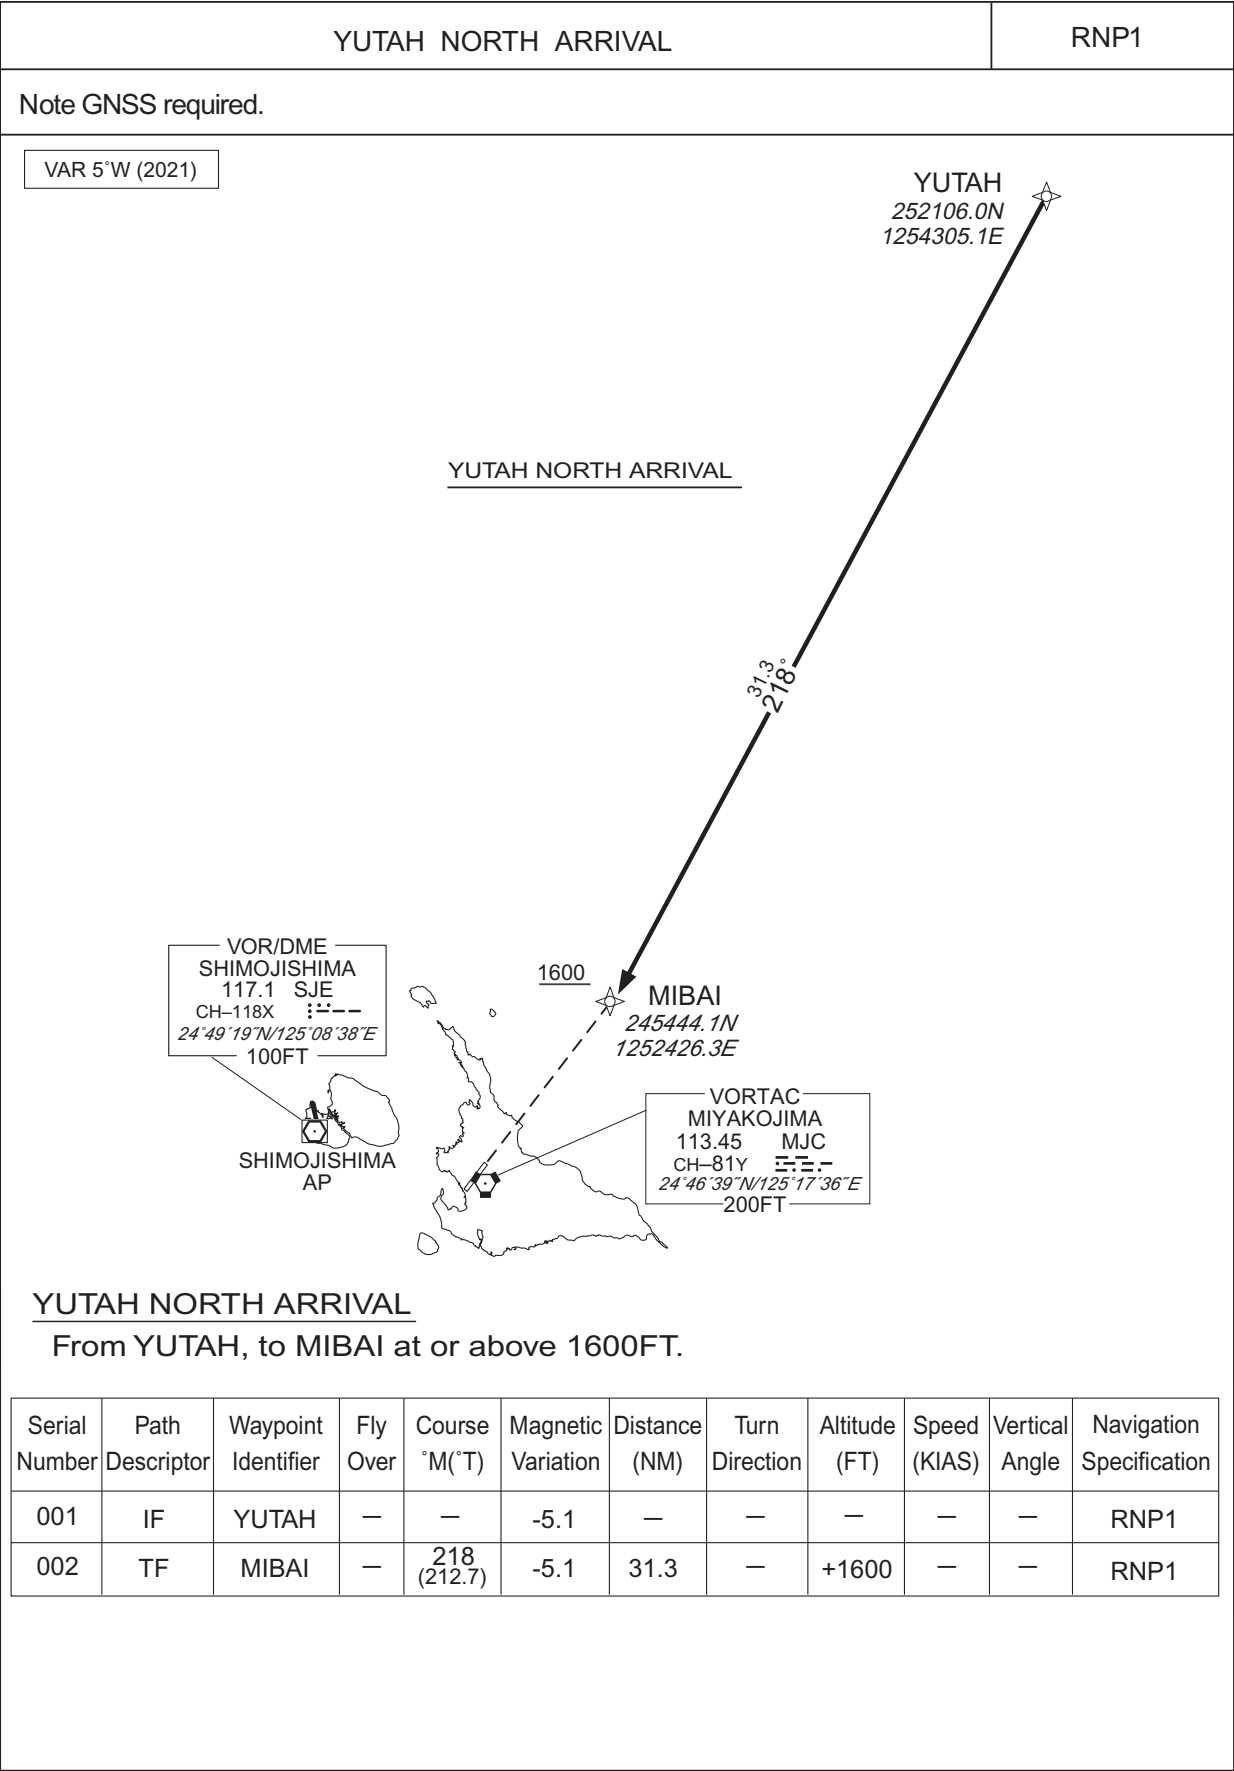 YUTAH NORTH ARRIVAL
RNP1
Note GNSS required.
VAR 5°W (2021)
YUTAH
252106.0N
1254305.1E
YUTAH NORTH ARRIVAL
31.3
218°
VOR/DME
SHIMOJISHIMA
117.1 SJE
CH–118X
24°49′19″N/125°08′38″E
100FT
1600
MIBAI
245444.1N
1252426.3E
VORTAC
MIYAKOJIMA
113.45 MJC
CH–81Y
24°46′39″N/125°17′36″E
200FT
SHIMOJISHIMA
AP
YUTAH NORTH ARRIVAL
From YUTAH, to MIBAI at or above 1600FT.
Serial Number Path Descriptor Waypoint Identifier Fly Over Course °M(°T) Magnetic Variation Distance (NM) Turn Direction Altitude (FT) Speed (KIAS) Vertical Angle Navigation Specification
001 IF YUTAH — — -5.1 — — — — — RNP1
002 TF MIBAI — 218 (212.7) -5.1 31.3 — +1600 — — RNP1